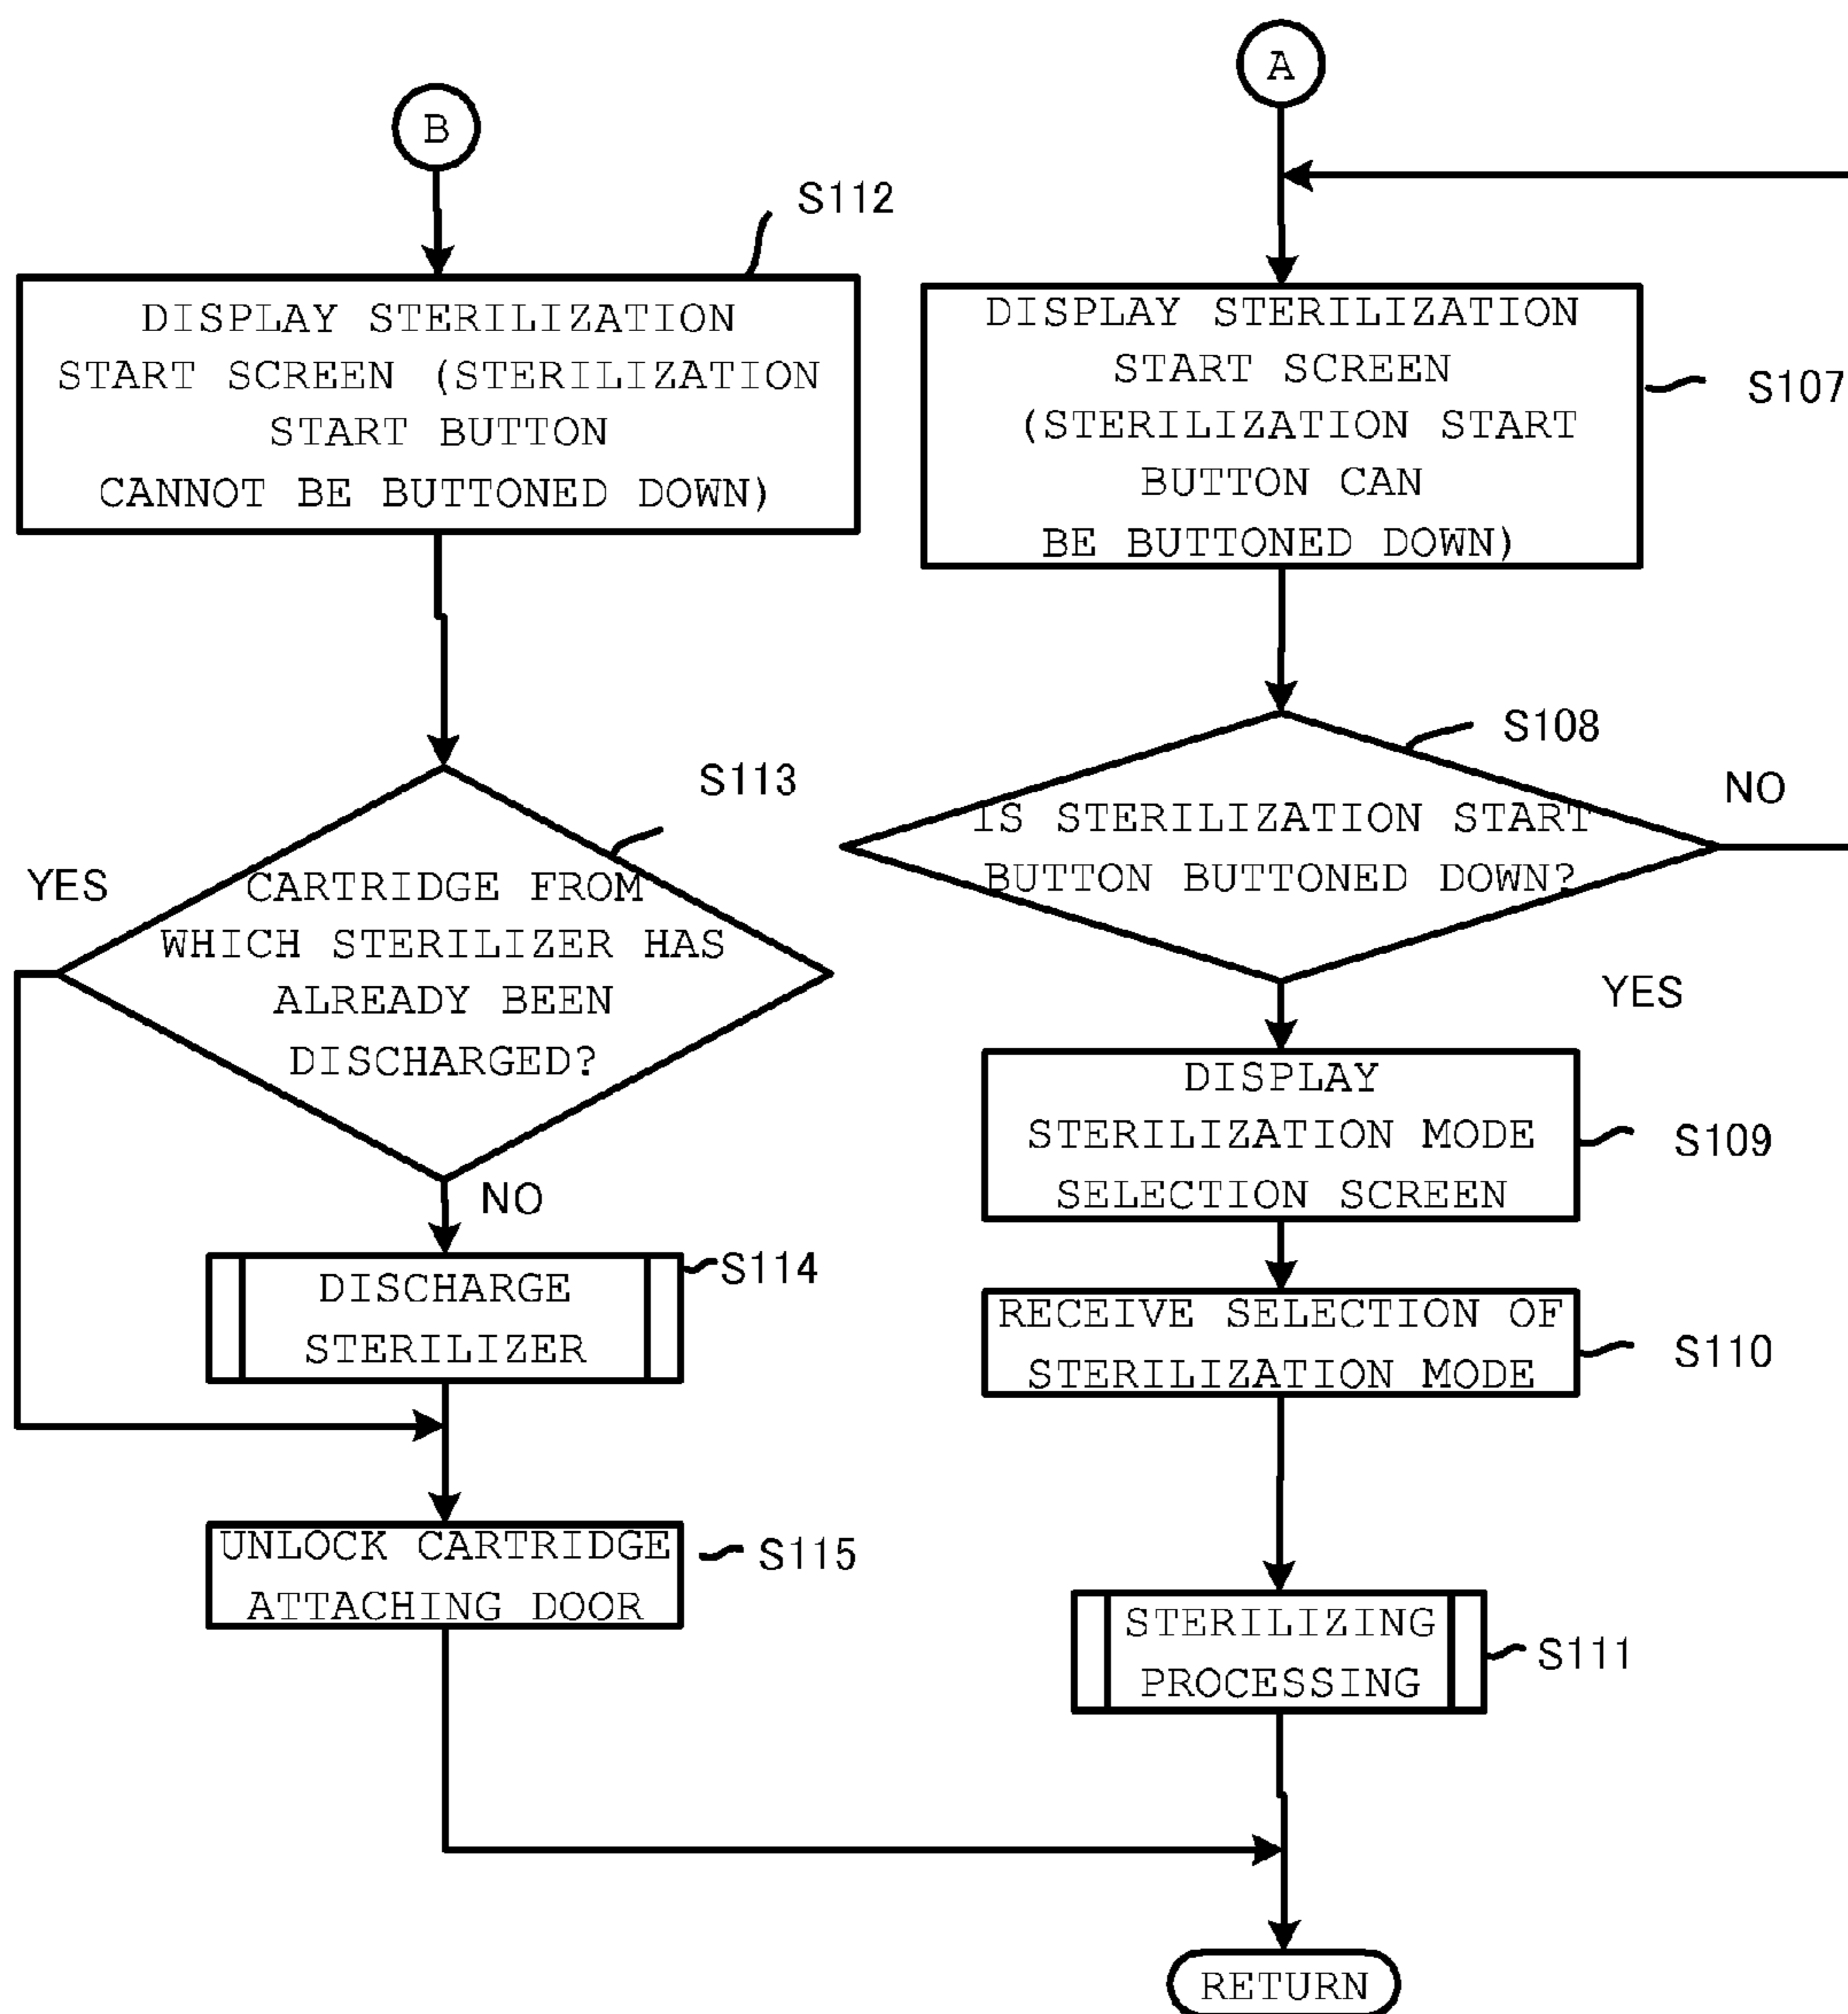 B
S112
DISPLAY STERILIZATION
START SCREEN (STERILIZATION
START BUTTON
CANNOT BE BUTTONED DOWN)
S113
YES
CARTRIDGE FROM
WHICH STERILIZER HAS
ALREADY BEEN
DISCHARGED?
NO
S114
DISCHARGE
STERILIZER
UNLOCK CARTRIDGE
ATTACHING DOOR
S115
A
DISPLAY STERILIZATION
START SCREEN
(STERILIZATION START
BUTTON CAN
BE BUTTONED DOWN)
S107
S108
NO
IS STERILIZATION START
BUTTON BUTTONED DOWN?
YES
DISPLAY
STERILIZATION MODE
SELECTION SCREEN
S109
RECEIVE SELECTION OF
STERILIZATION MODE
S110
STERILIZING
PROCESSING
S111
RETURN